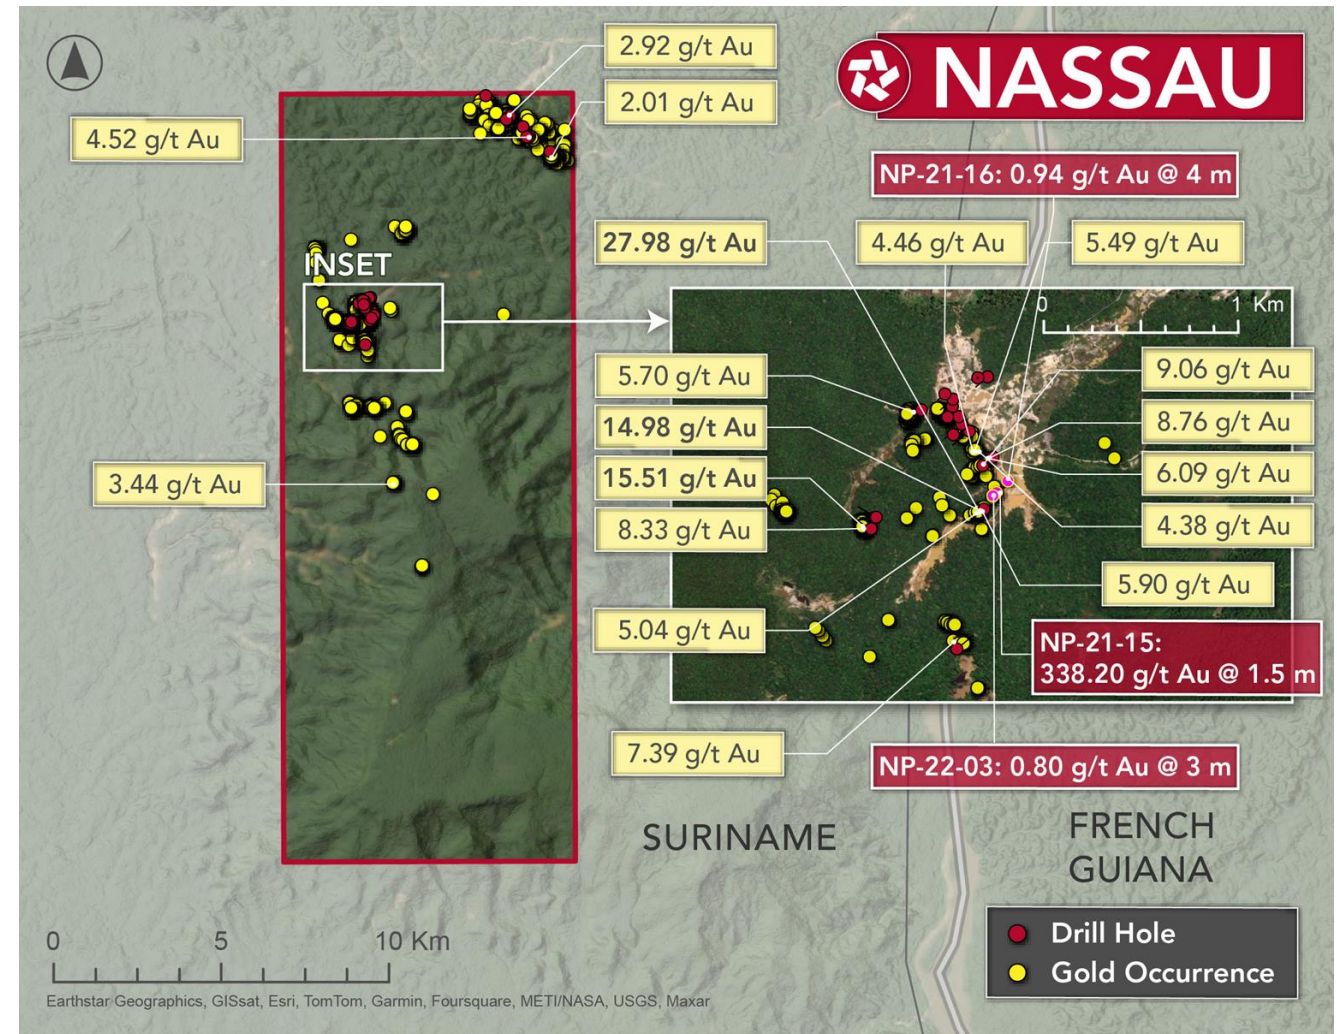 NASSAU
2.92 g/t Au
2.01 g/t Au
4.52 g/t Au
NP-21-16: 0.94 g/t Au @ 4 m
27.98 g/t Au
4.46 g/t Au
5.49 g/t Au
INSET
0
1 Km
5.70 g/t Au
9.06 g/t Au
14.98 g/t Au
8.76 g/t Au
15.51 g/t Au
6.09 g/t Au
3.44 g/t Au
8.33 g/t Au
4.38 g/t Au
5.90 g/t Au
5.04 g/t Au
NP-21-15:
338.20 g/t Au @ 1.5 m
7.39 g/t Au
NP-22-03: 0.80 g/t Au @ 3 m
SURINAME
FRENCH
GUIANA
Drill Hole
Gold Occurrence
0 5 10 Km
Earthstar Geographics, GISsat, Esri, TomTom, Garmin, Foursquare, METI/NASA, USGS, Maxar